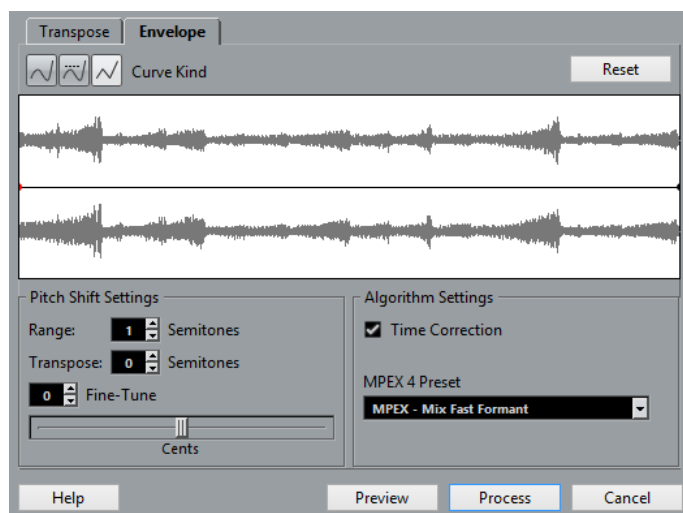 Transpose
Envelope
Curve Kind
Reset
Pitch Shift Settings
Range: 1 Semitones
Transpose: 0 Semitones
0 Fine-Tune
Cents
Algorithm Settings
Time Correction
MPEX 4 Preset
MPEX - Mix Fast Formant
Help
Preview
Process
Cancel